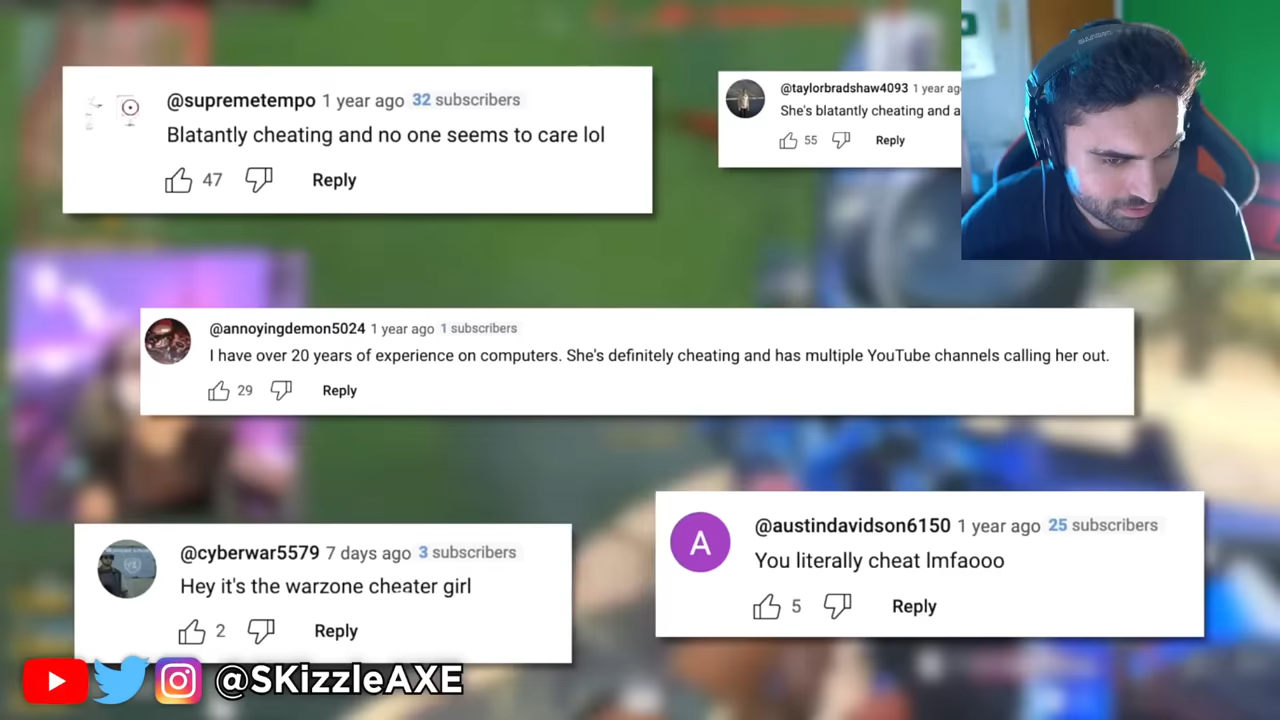 @supremetempo 1 year ago 32 subscribers
Blatantly cheating and no one seems to care lol
47 Reply
@taylorbradshaw4093 1 year ag
She's blatantly cheating and a
55 Reply
@annoyingdemon5024 1 year ago 1 subscribers
I have over 20 years of experience on computers. She's definitely cheating and has multiple YouTube channels calling her out.
29 Reply
@cyberwar5579 7 days ago 3 subscribers
Hey it's the warzone cheater girl
2 Reply
A
@austindavidson6150 1 year ago 25 subscribers
You literally cheat lmfaooo
5 Reply
@SKizzleAXE